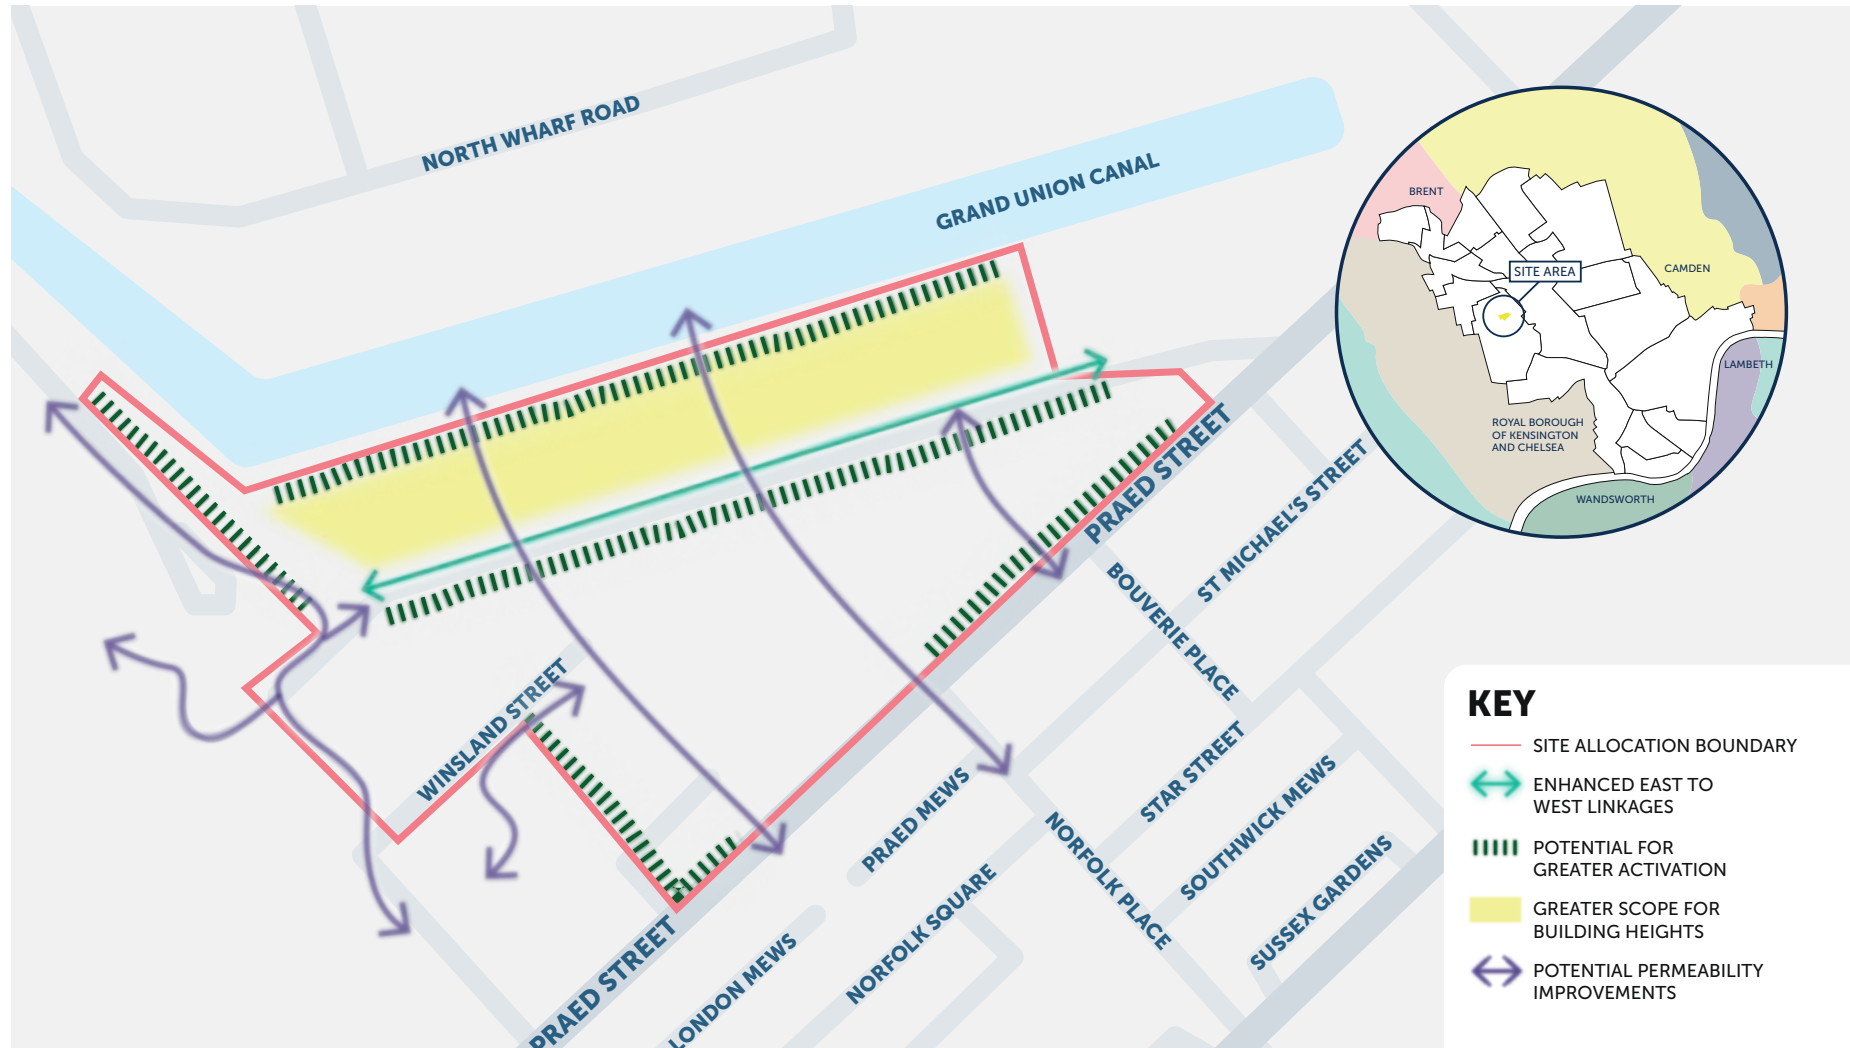 NORTH WHARF ROAD
GRAND UNION CANAL
BRENT
SITE AREA
CAMDEN
LAMBETH
ROYAL BOROUGH
OF KENSINGTON
AND CHELSEA
WANDSWORTH
PRAED STREET
ST MICHAEL'S STREET
BOUVERIE PLACE
WINSLAND STREET
STAR STREET
PRAED MEWS
SOUTHWICK MEWS
NORFOLK PLACE
SUSSEX GARDENS
NORFOLK SQUARE
LONDON MEWS
PRAED STREET
KEY
SITE ALLOCATION BOUNDARY
ENHANCED EAST TO
WEST LINKAGES
POTENTIAL FOR
GREATER ACTIVATION
GREATER SCOPE FOR
BUILDING HEIGHTS
POTENTIAL PERMEABILITY
IMPROVEMENTS